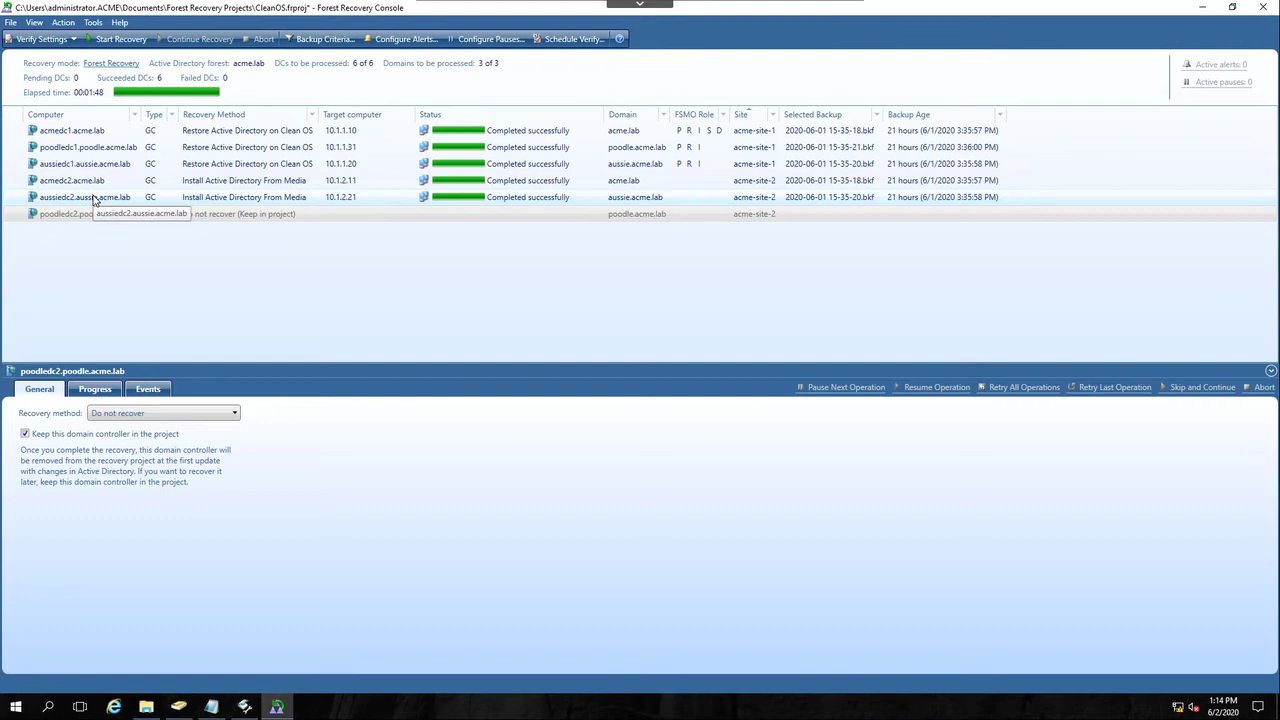 C:\Users\administrator.ACME\Documents\Forest Recovery Projects\CleanOS.frproj* - Forest Recovery Console
File View Action Tools Help
Verify Settings Start Recovery Continue Recovery Abort Backup Criteria... Configure Alerts... Configure Pauses... Schedule Verify...
Recovery mode: Forest Recovery Active Directory forest: acme.lab DCs to be processed: 6 of 6 Domains to be processed: 3 of 3
Active alerts: 0
Pending DCs: 0 Succeeded DCs: 6 Failed DCs: 0
Active pauses: 0
Elapsed time: 00:01:48
Computer Type Recovery Method Target computer Status Domain FSMO Role Site Selected Backup Backup Age
acmedc1.acme.lab GC Restore Active Directory on Clean OS 10.1.1.10 Completed successfully acme.lab P R I S D acme-site-1 2020-06-01 15-35-18.bkf 21 hours (6/1/2020 3:35:57 PM)
poodledc1.poodle.acme.lab GC Restore Active Directory on Clean OS 10.1.1.31 Completed successfully poodle.acme.lab P R I acme-site-1 2020-06-01 15-35-21.bkf 21 hours (6/1/2020 3:36:00 PM)
aussiedc1.aussie.acme.lab GC Restore Active Directory on Clean OS 10.1.1.20 Completed successfully aussie.acme.lab P R I acme-site-1 2020-06-01 15-35-20.bkf 21 hours (6/1/2020 3:35:58 PM)
acmedc2.acme.lab GC Install Active Directory From Media 10.1.2.11 Completed successfully acme.lab acme-site-2 2020-06-01 15-35-18.bkf 21 hours (6/1/2020 3:35:57 PM)
aussiedc2.aussie.acme.lab GC Install Active Directory From Media 10.1.2.21 Completed successfully aussie.acme.lab acme-site-2 2020-06-01 15-35-20.bkf 21 hours (6/1/2020 3:35:58 PM)
poodledc2.poo aussiedc2.aussie.acme.lab not recover (Keep in project) poodle.acme.lab acme-site-2
poodledc2.poodle.acme.lab
General Progress Events Pause Next Operation Resume Operation Retry All Operations Retry Last Operation Skip and Continue Abort
Recovery method: Do not recover
Keep this domain controller in the project
Once you complete the recovery, this domain controller will
be removed from the recovery project at the first update
with changes in Active Directory. If you want to recover it
later, keep this domain controller in the project.
1:14 PM
6/2/2020